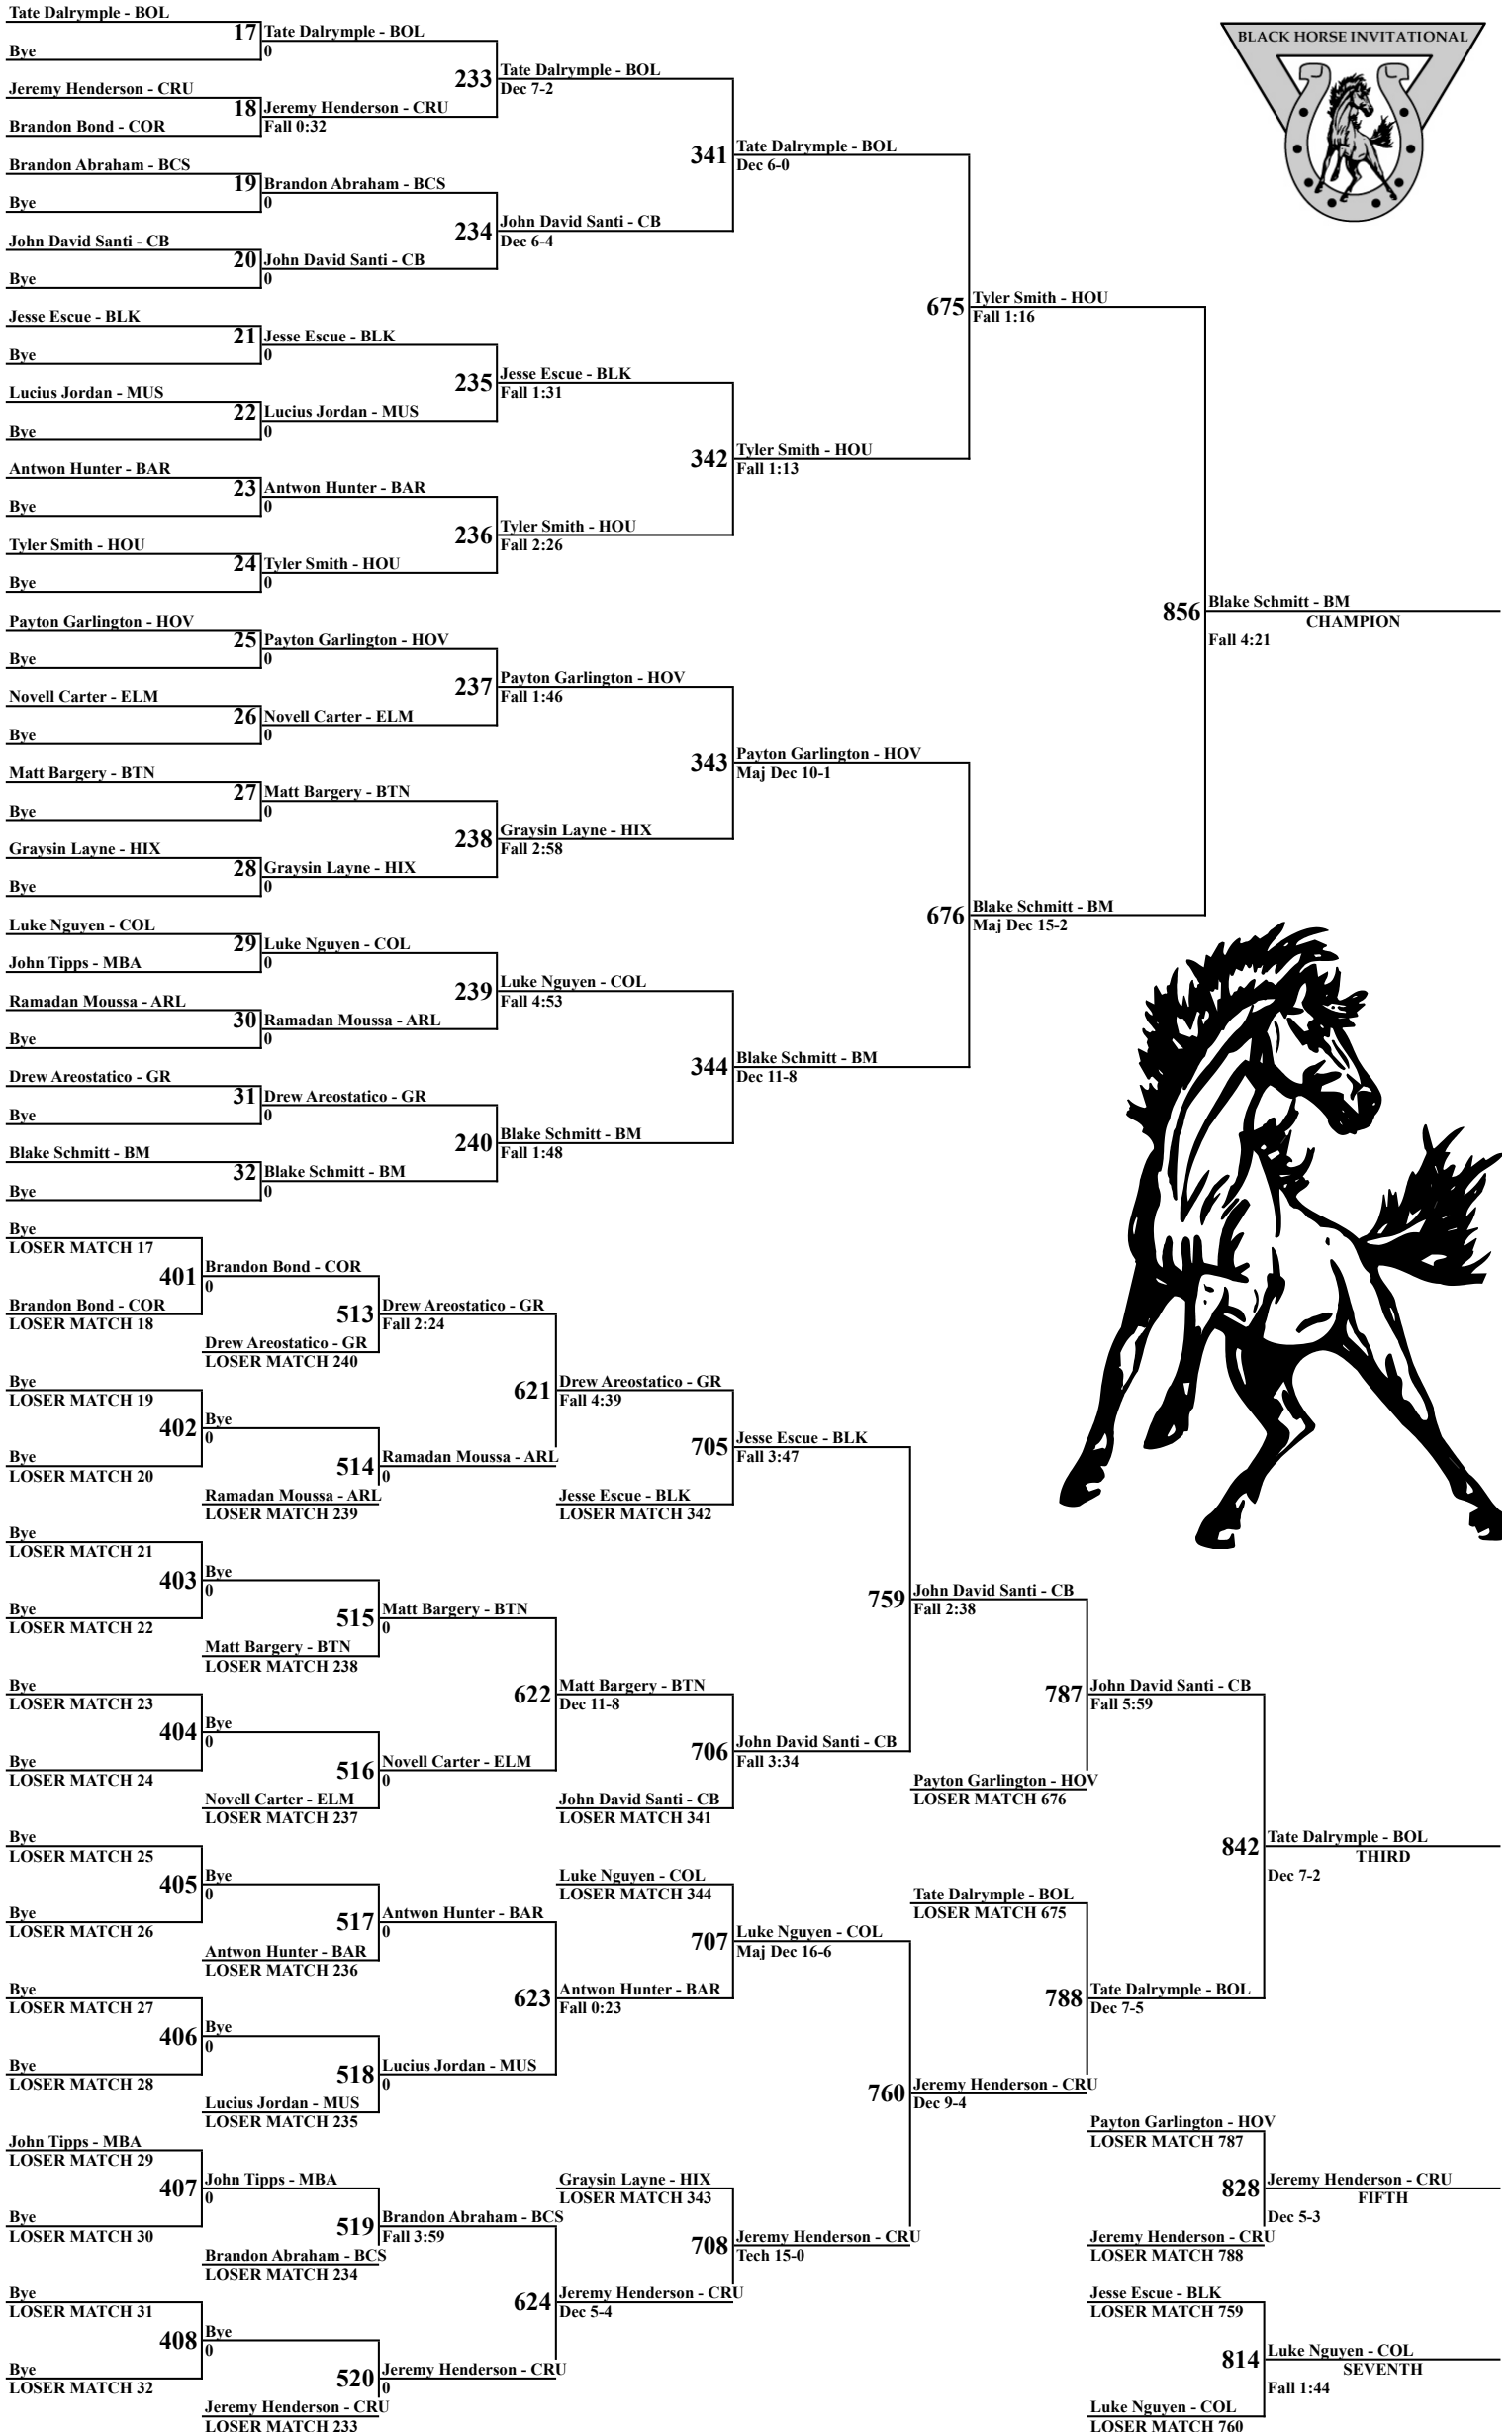 BLACK HORSE INVITATIONAL
Tate Dalrymple - BOL
17
Bye
Tate Dalrymple - BOL
0
Jeremy Henderson - CRU
18
Brandon Bond - COR
Jeremy Henderson - CRU
Fall 0:32
233
Tate Dalrymple - BOL
Dec 7-2
Brandon Abraham - BCS
19
Bye
Brandon Abraham - BCS
0
John David Santi - CB
20
Bye
John David Santi - CB
0
234
John David Santi - CB
Dec 6-4
341
Tate Dalrymple - BOL
Dec 6-0
Jesse Escue - BLK
21
Bye
Jesse Escue - BLK
0
Lucius Jordan - MUS
22
Bye
Lucius Jordan - MUS
0
235
Jesse Escue - BLK
Fall 1:31
Antwon Hunter - BAR
23
Bye
Antwon Hunter - BAR
0
Tyler Smith - HOU
24
Bye
Tyler Smith - HOU
0
236
Tyler Smith - HOU
Fall 2:26
342
Tyler Smith - HOU
Fall 1:13
675
Tyler Smith - HOU
Fall 1:16
Payton Garlington - HOV
25
Bye
Payton Garlington - HOV
0
Novell Carter - ELM
26
Bye
Novell Carter - ELM
0
237
Payton Garlington - HOV
Fall 1:46
Matt Bargery - BTN
27
Bye
Matt Bargery - BTN
0
Graysin Layne - HIX
28
Bye
Graysin Layne - HIX
0
238
Graysin Layne - HIX
Fall 2:58
343
Payton Garlington - HOV
Maj Dec 10-1
Luke Nguyen - COL
29
John Tipps - MBA
Luke Nguyen - COL
0
Ramadan Moussa - ARL
30
Bye
Ramadan Moussa - ARL
0
239
Luke Nguyen - COL
Fall 4:53
Drew Areostatico - GR
31
Bye
Drew Areostatico - GR
0
Blake Schmitt - BM
32
Bye
Blake Schmitt - BM
0
240
Blake Schmitt - BM
Fall 1:48
344
Blake Schmitt - BM
Dec 11-8
676
Blake Schmitt - BM
Maj Dec 15-2
856
Blake Schmitt - BM
CHAMPION
Fall 4:21
Bye
LOSER MATCH 17
401
Brandon Bond - COR
LOSER MATCH 18
Brandon Bond - COR
0
513
Drew Areostatico - GR
LOSER MATCH 240
Drew Areostatico - GR
Fall 2:24
Bye
LOSER MATCH 19
402
Bye
LOSER MATCH 20
Bye
0
514
Ramadan Moussa - ARL
LOSER MATCH 239
Ramadan Moussa - ARL
0
621
Drew Areostatico - GR
Fall 4:39
705
Jesse Escue - BLK
LOSER MATCH 342
Jesse Escue - BLK
Fall 3:47
Bye
LOSER MATCH 21
403
Bye
LOSER MATCH 22
Bye
0
515
Matt Bargery - BTN
LOSER MATCH 238
Matt Bargery - BTN
0
Bye
LOSER MATCH 23
404
Bye
LOSER MATCH 24
Bye
0
516
Novell Carter - ELM
LOSER MATCH 237
Novell Carter - ELM
0
622
Matt Bargery - BTN
Dec 11-8
706
John David Santi - CB
LOSER MATCH 341
John David Santi - CB
Fall 3:34
759
John David Santi - CB
Fall 2:38
787
Payton Garlington - HOV
LOSER MATCH 676
John David Santi - CB
Fall 5:59
Bye
LOSER MATCH 25
405
Bye
LOSER MATCH 26
Bye
0
517
Antwon Hunter - BAR
LOSER MATCH 236
Antwon Hunter - BAR
0
Bye
LOSER MATCH 27
406
Bye
LOSER MATCH 28
Bye
0
518
Lucius Jordan - MUS
LOSER MATCH 235
Lucius Jordan - MUS
0
623
Antwon Hunter - BAR
Fall 0:23
Luke Nguyen - COL
LOSER MATCH 344
707
Luke Nguyen - COL
Maj Dec 16-6
John Tipps - MBA
LOSER MATCH 29
407
Bye
LOSER MATCH 30
John Tipps - MBA
0
519
Brandon Abraham - BCS
LOSER MATCH 234
Brandon Abraham - BCS
Fall 3:59
Bye
LOSER MATCH 31
408
Bye
LOSER MATCH 32
Bye
0
520
Jeremy Henderson - CRU
LOSER MATCH 233
Jeremy Henderson - CRU
0
624
Jeremy Henderson - CRU
Dec 5-4
Graysin Layne - HIX
LOSER MATCH 343
708
Jeremy Henderson - CRU
Tech 15-0
760
Jeremy Henderson - CRU
Dec 9-4
Tate Dalrymple - BOL
LOSER MATCH 675
788
Tate Dalrymple - BOL
Dec 7-5
842
Tate Dalrymple - BOL
THIRD
Dec 7-2
Payton Garlington - HOV
LOSER MATCH 787
828
Jeremy Henderson - CRU
LOSER MATCH 788
Jeremy Henderson - CRU
FIFTH
Dec 5-3
Jesse Escue - BLK
LOSER MATCH 759
814
Luke Nguyen - COL
LOSER MATCH 760
Luke Nguyen - COL
SEVENTH
Fall 1:44